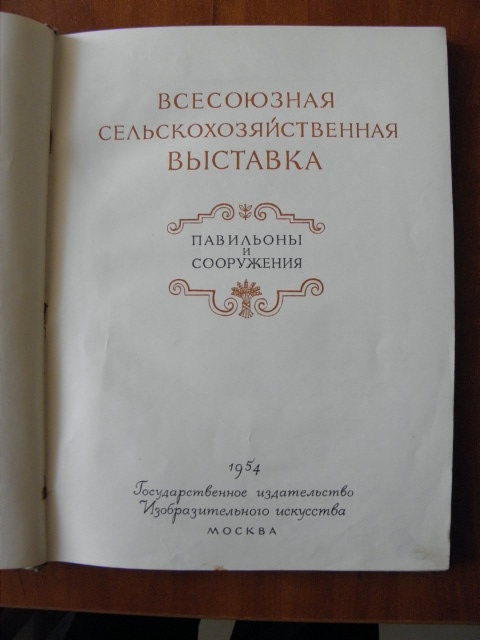 ВСЕСОЮЗНАЯ
СЕЛЬСКОХОЗЯЙСТВЕННАЯ
ВЫСТАВКА
ПАВИЛЬОНЫ
И
СООРУЖЕНИЯ
1954
Государственное издательство
Изобразительного искусства
МОСКВА